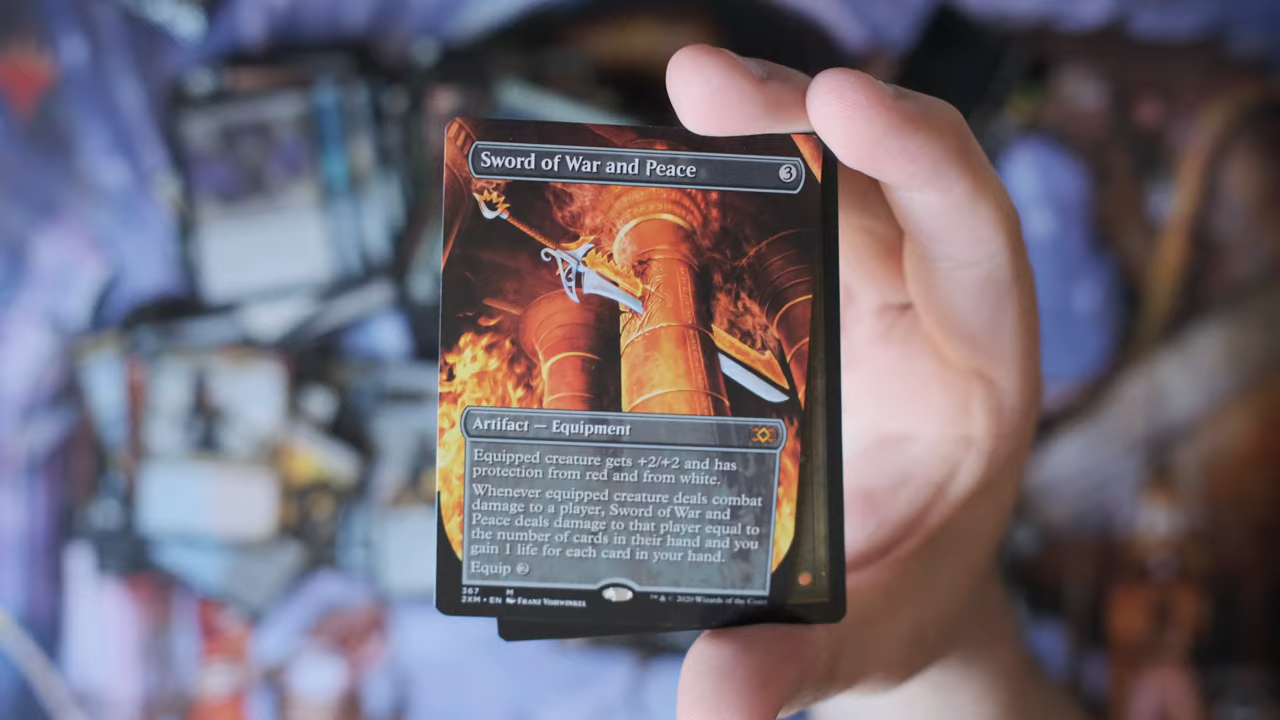 Sword of War and Peace 3
Artifact — Equipment
Equipped creature gets +2/+2 and has
protection from red and from white.
Whenever equipped creature deals combat
damage to a player, Sword of War and
Peace deals damage to that player equal to
the number of cards in their hand and you
gain 1 life for each card in your hand.
Equip 2
367 M
2XM • EN Franz Vohwinkel ™ & © 2020 Wizards of the Coast